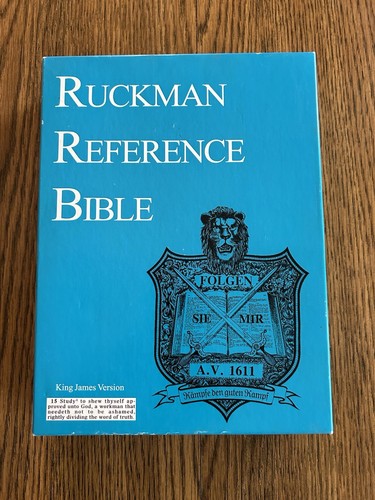 RUCKMAN
REFERENCE
BIBLE
FOLGEN
SIE MIR
A.V. 1611
Kämpfe den guten Kampf
King James Version
15 Study* to shew thyself ap-
proved unto God, a workman that
needeth not to be ashamed,
rightly dividing the word of truth.